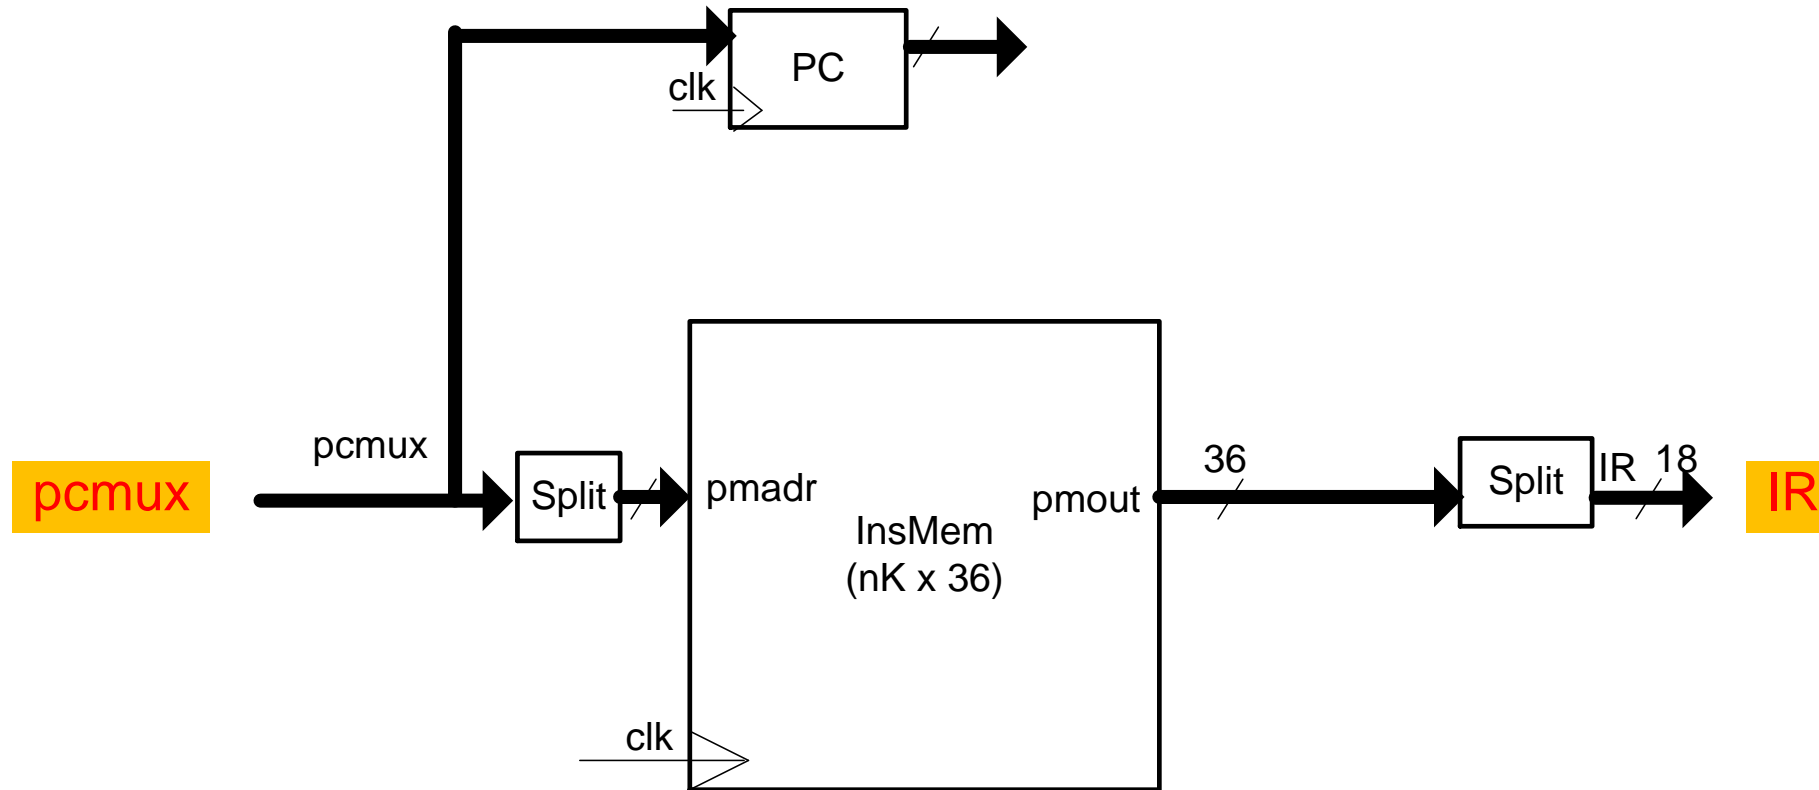 PC
clk
pcmux
pcmux
Split
pmadr
InsMem
(nK x 36)
pmout
36
Split
IR
18
IR
clk